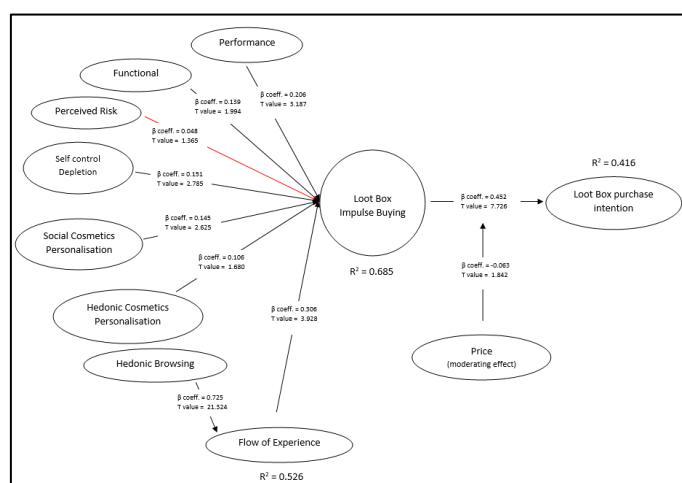 Performance
Functional
β coeff. = 0.206
T value = 3.187
β coeff. = 0.139
T value = 1.994
Perceived Risk
β coeff. = 0.048
T value = 1.365
Self control
Depletion
β coeff. = 0.151
T value = 2.785
R² = 0.416
Loot Box
Impulse Buying
β coeff. = 0.452
T value = 7.726
Loot Box purchase
intention
Social Cosmetics
Personalisation
β coeff. = 0.145
T value = 2.625
R² = 0.685
β coeff. = 0.106
T value = 1.680
β coeff. = -0.063
T value = 1.842
Hedonic Cosmetics
Personalisation
β coeff. = 0.306
T value = 3.928
Price
(moderating effect)
Hedonic Browsing
β coeff. = 0.725
T value = 21.524
Flow of Experience
R² = 0.526